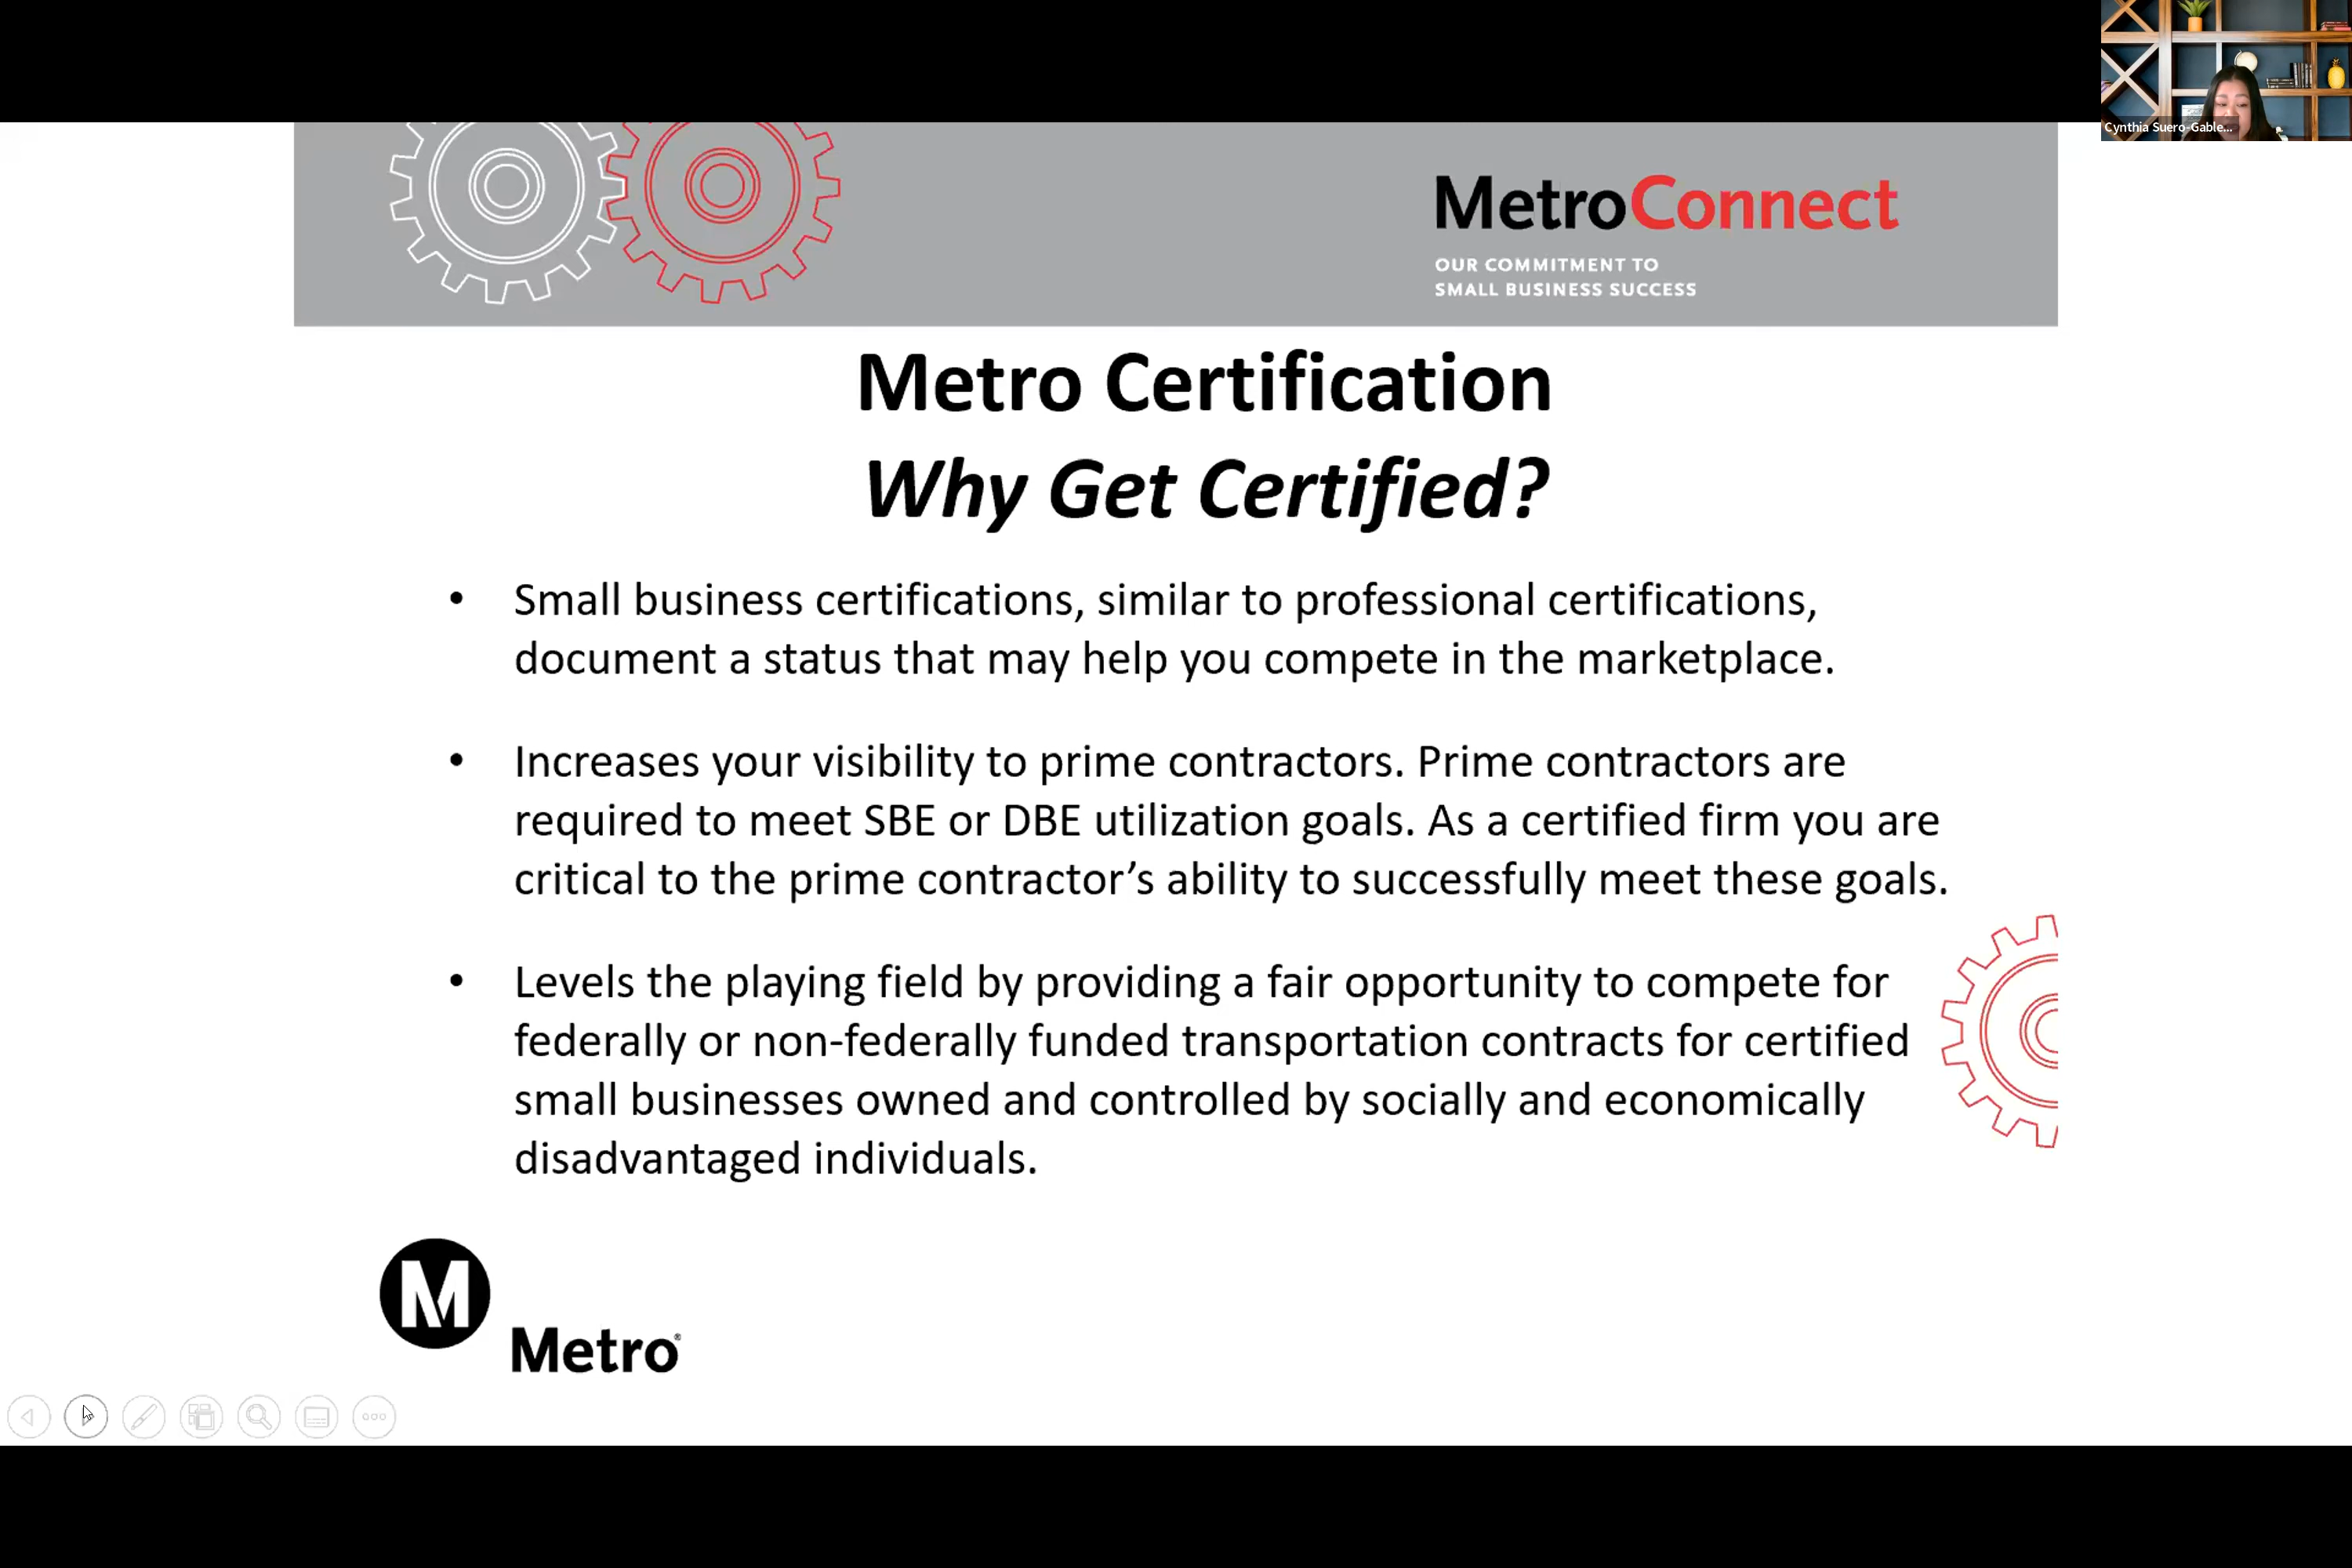 Cynthia Suero-Gable...
MetroConnect
OUR COMMITMENT TO
SMALL BUSINESS SUCCESS
Metro Certification
Why Get Certified?
• Small business certifications, similar to professional certifications,
document a status that may help you compete in the marketplace.
• Increases your visibility to prime contractors. Prime contractors are
required to meet SBE or DBE utilization goals. As a certified firm you are
critical to the prime contractor’s ability to successfully meet these goals.
• Levels the playing field by providing a fair opportunity to compete for
federally or non-federally funded transportation contracts for certified
small businesses owned and controlled by socially and economically
disadvantaged individuals.
M
Metro®